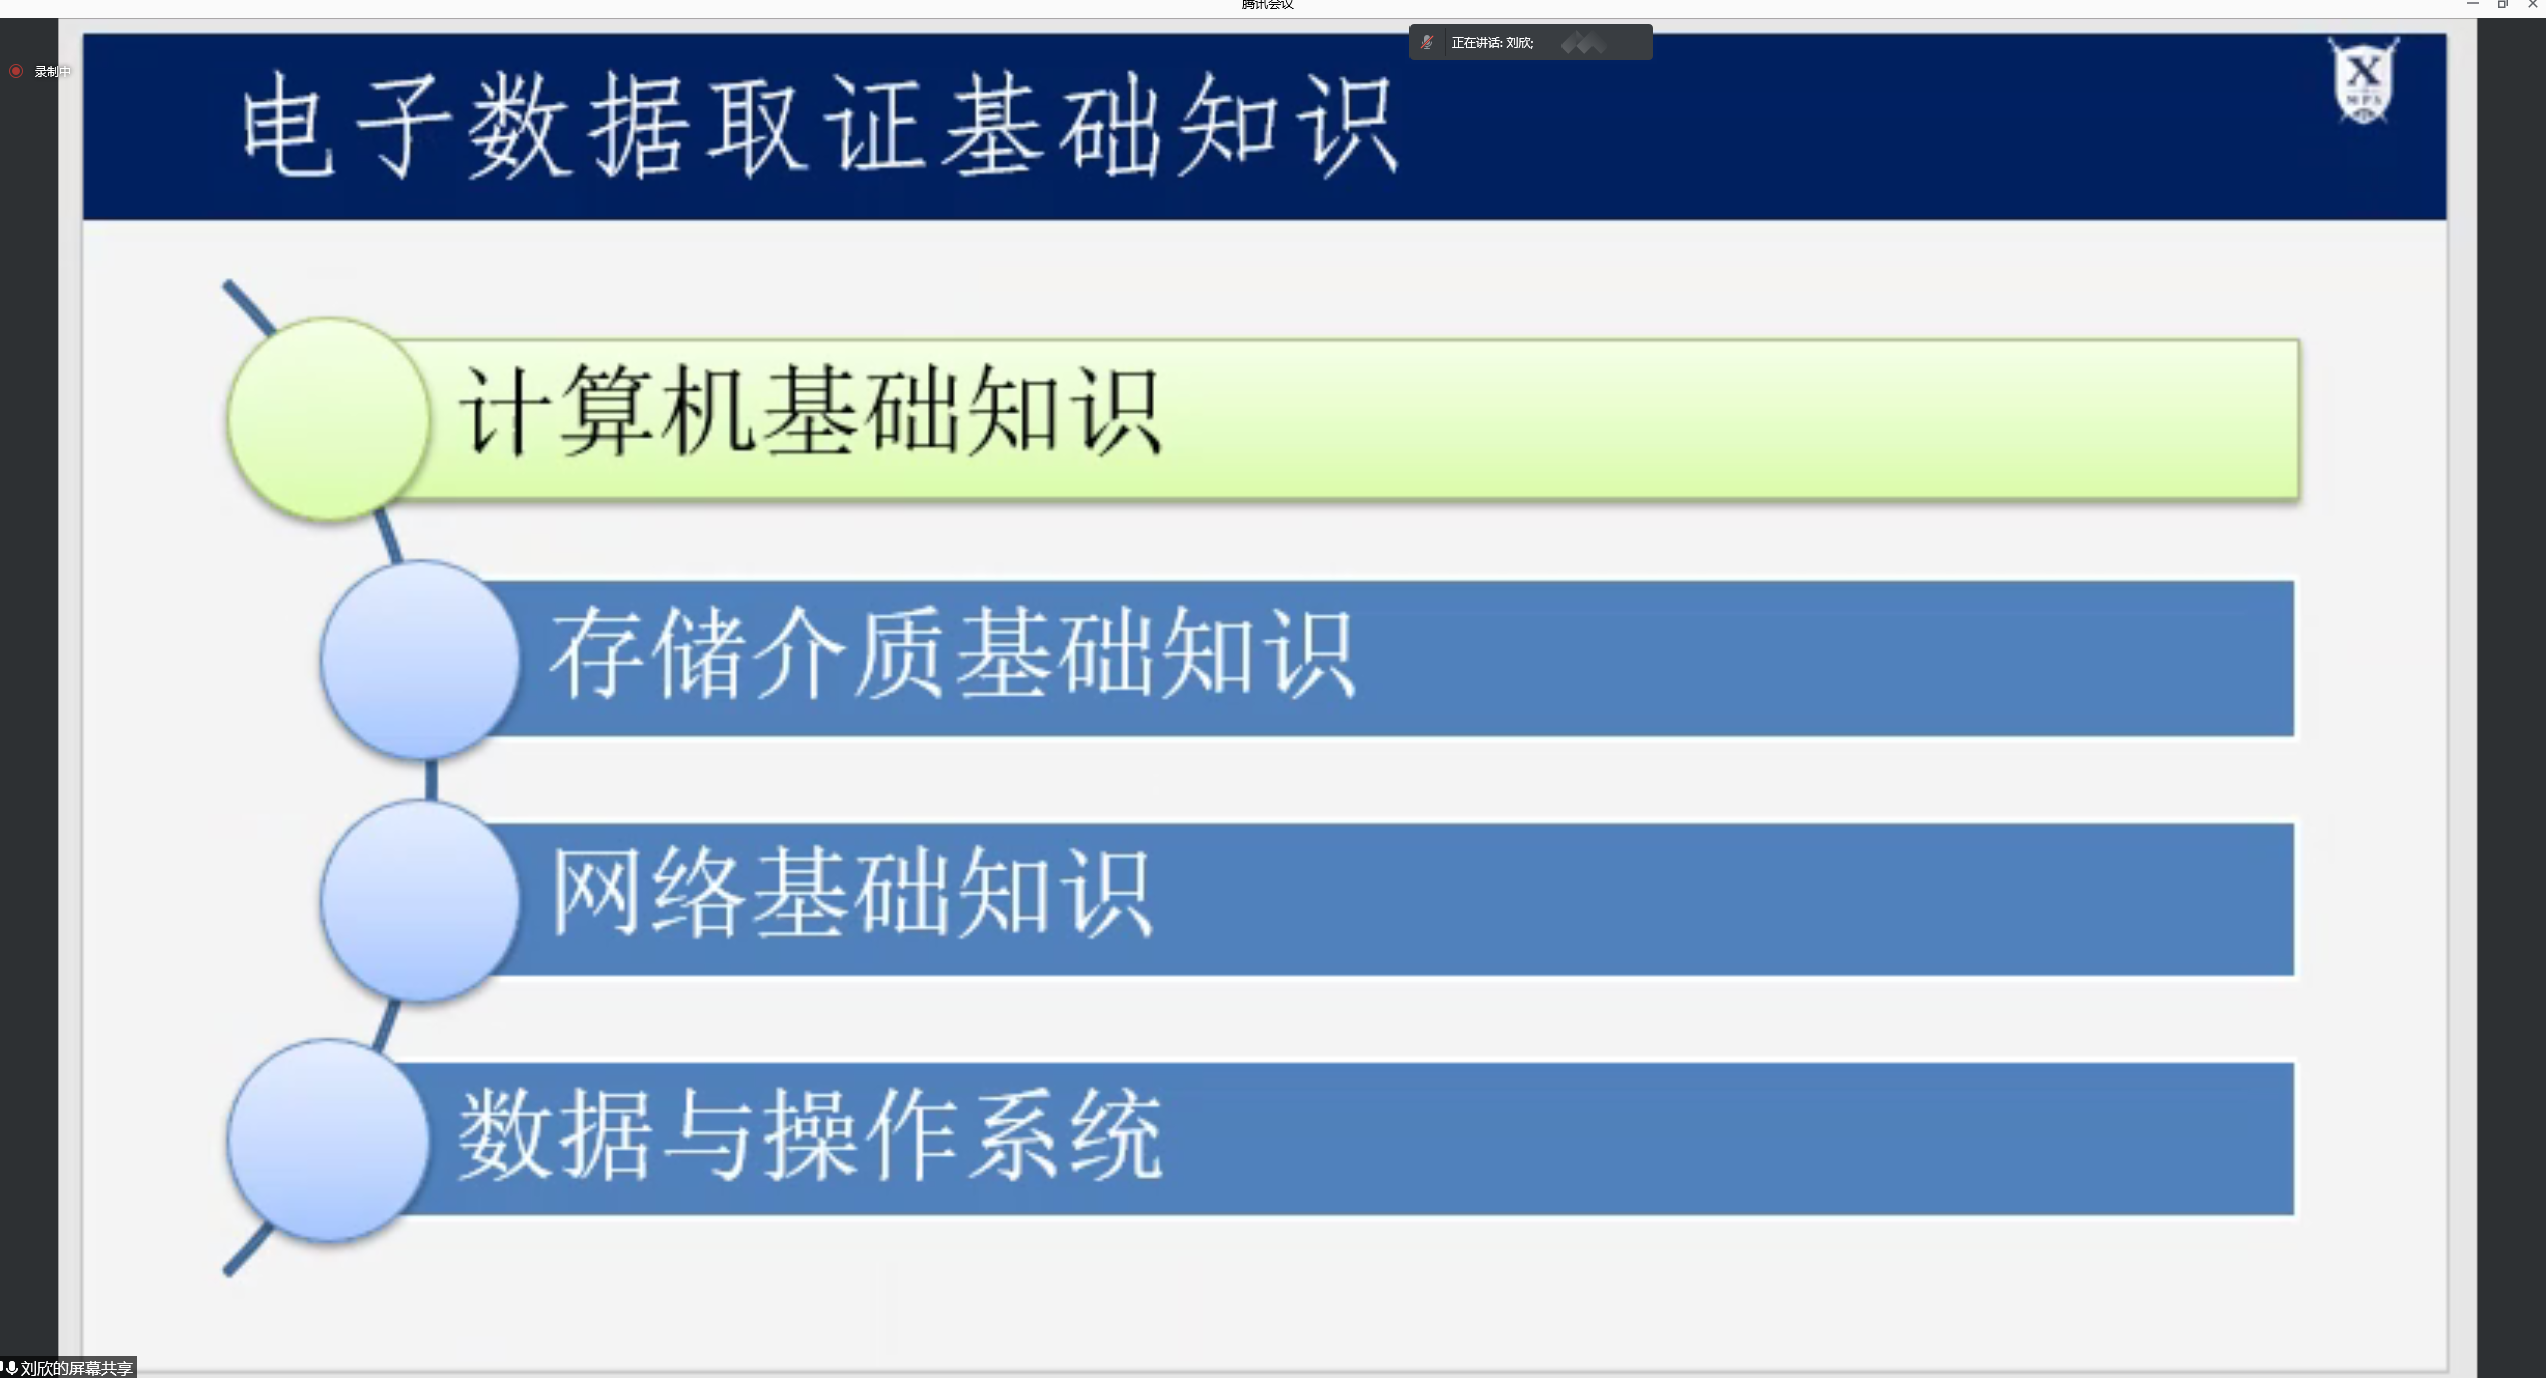 腾讯会议
正在讲话: 刘欣;
录制中
电子数据取证基础知识
X
计算机基础知识
存储介质基础知识
网络基础知识
数据与操作系统
刘欣的屏幕共享